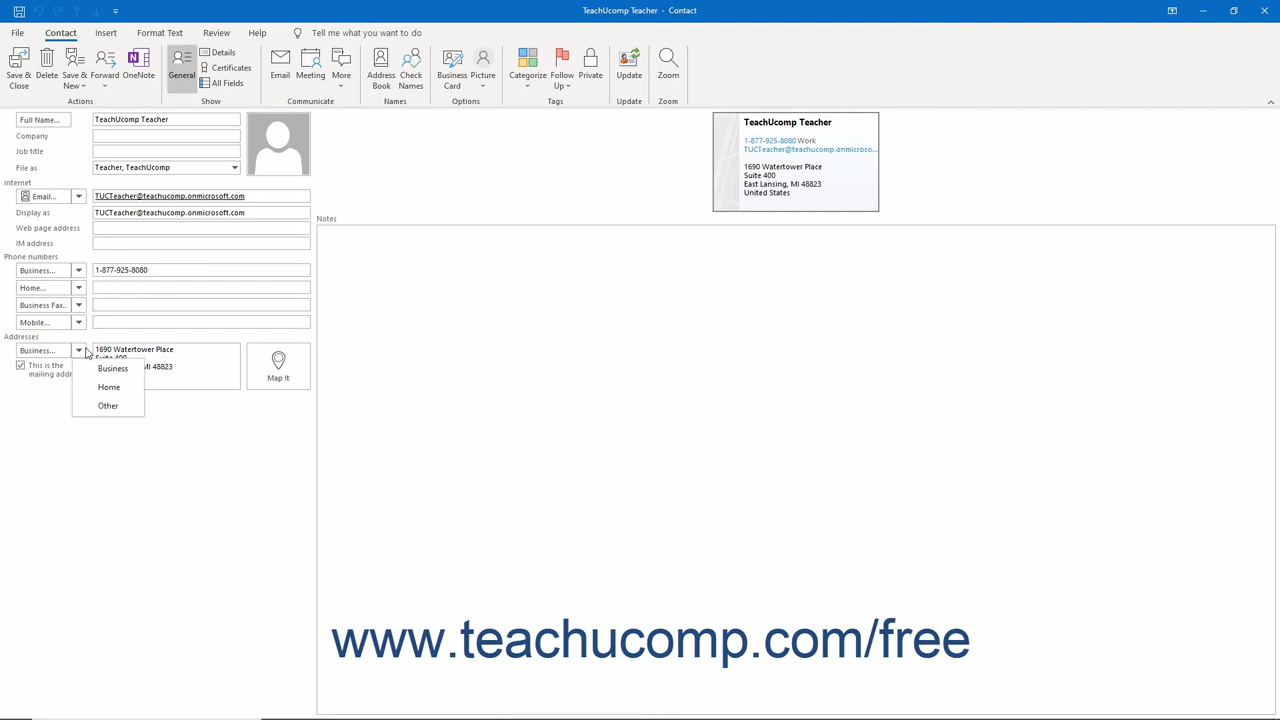 TeachUcomp Teacher - Contact
File Contact Insert Format Text Review Help Tell me what you want to do
Save & Close Delete Save & New Forward OneNote
Actions
General Details Certificates All Fields
Show
Email Meeting More
Communicate
Address Book Check Names
Names
Business Card Picture
Options
Categorize Follow Up Private
Tags
Update
Update
Zoom
Zoom
Full Name... TeachUcomp Teacher
Company
Job title
File as Teacher, TeachUcomp
Internet
Email... TUCTeacher@teachucomp.onmicrosoft.com
Display as TUCTeacher@teachucomp.onmicrosoft.com
Web page address
IM address
Phone numbers
Business... 1-877-925-8080
Home...
Business Fax..
Mobile...
Addresses
Business... 1690 Watertower Place
Suite 400
MI 48823
This is the
mailing addr
Business
Home
Other
Map It
TeachUcomp Teacher
1-877-925-8080 Work
TUCTeacher@teachucomp.onmicroso...
1690 Watertower Place
Suite 400
East Lansing, MI 48823
United States
Notes
www.teachucomp.com/free